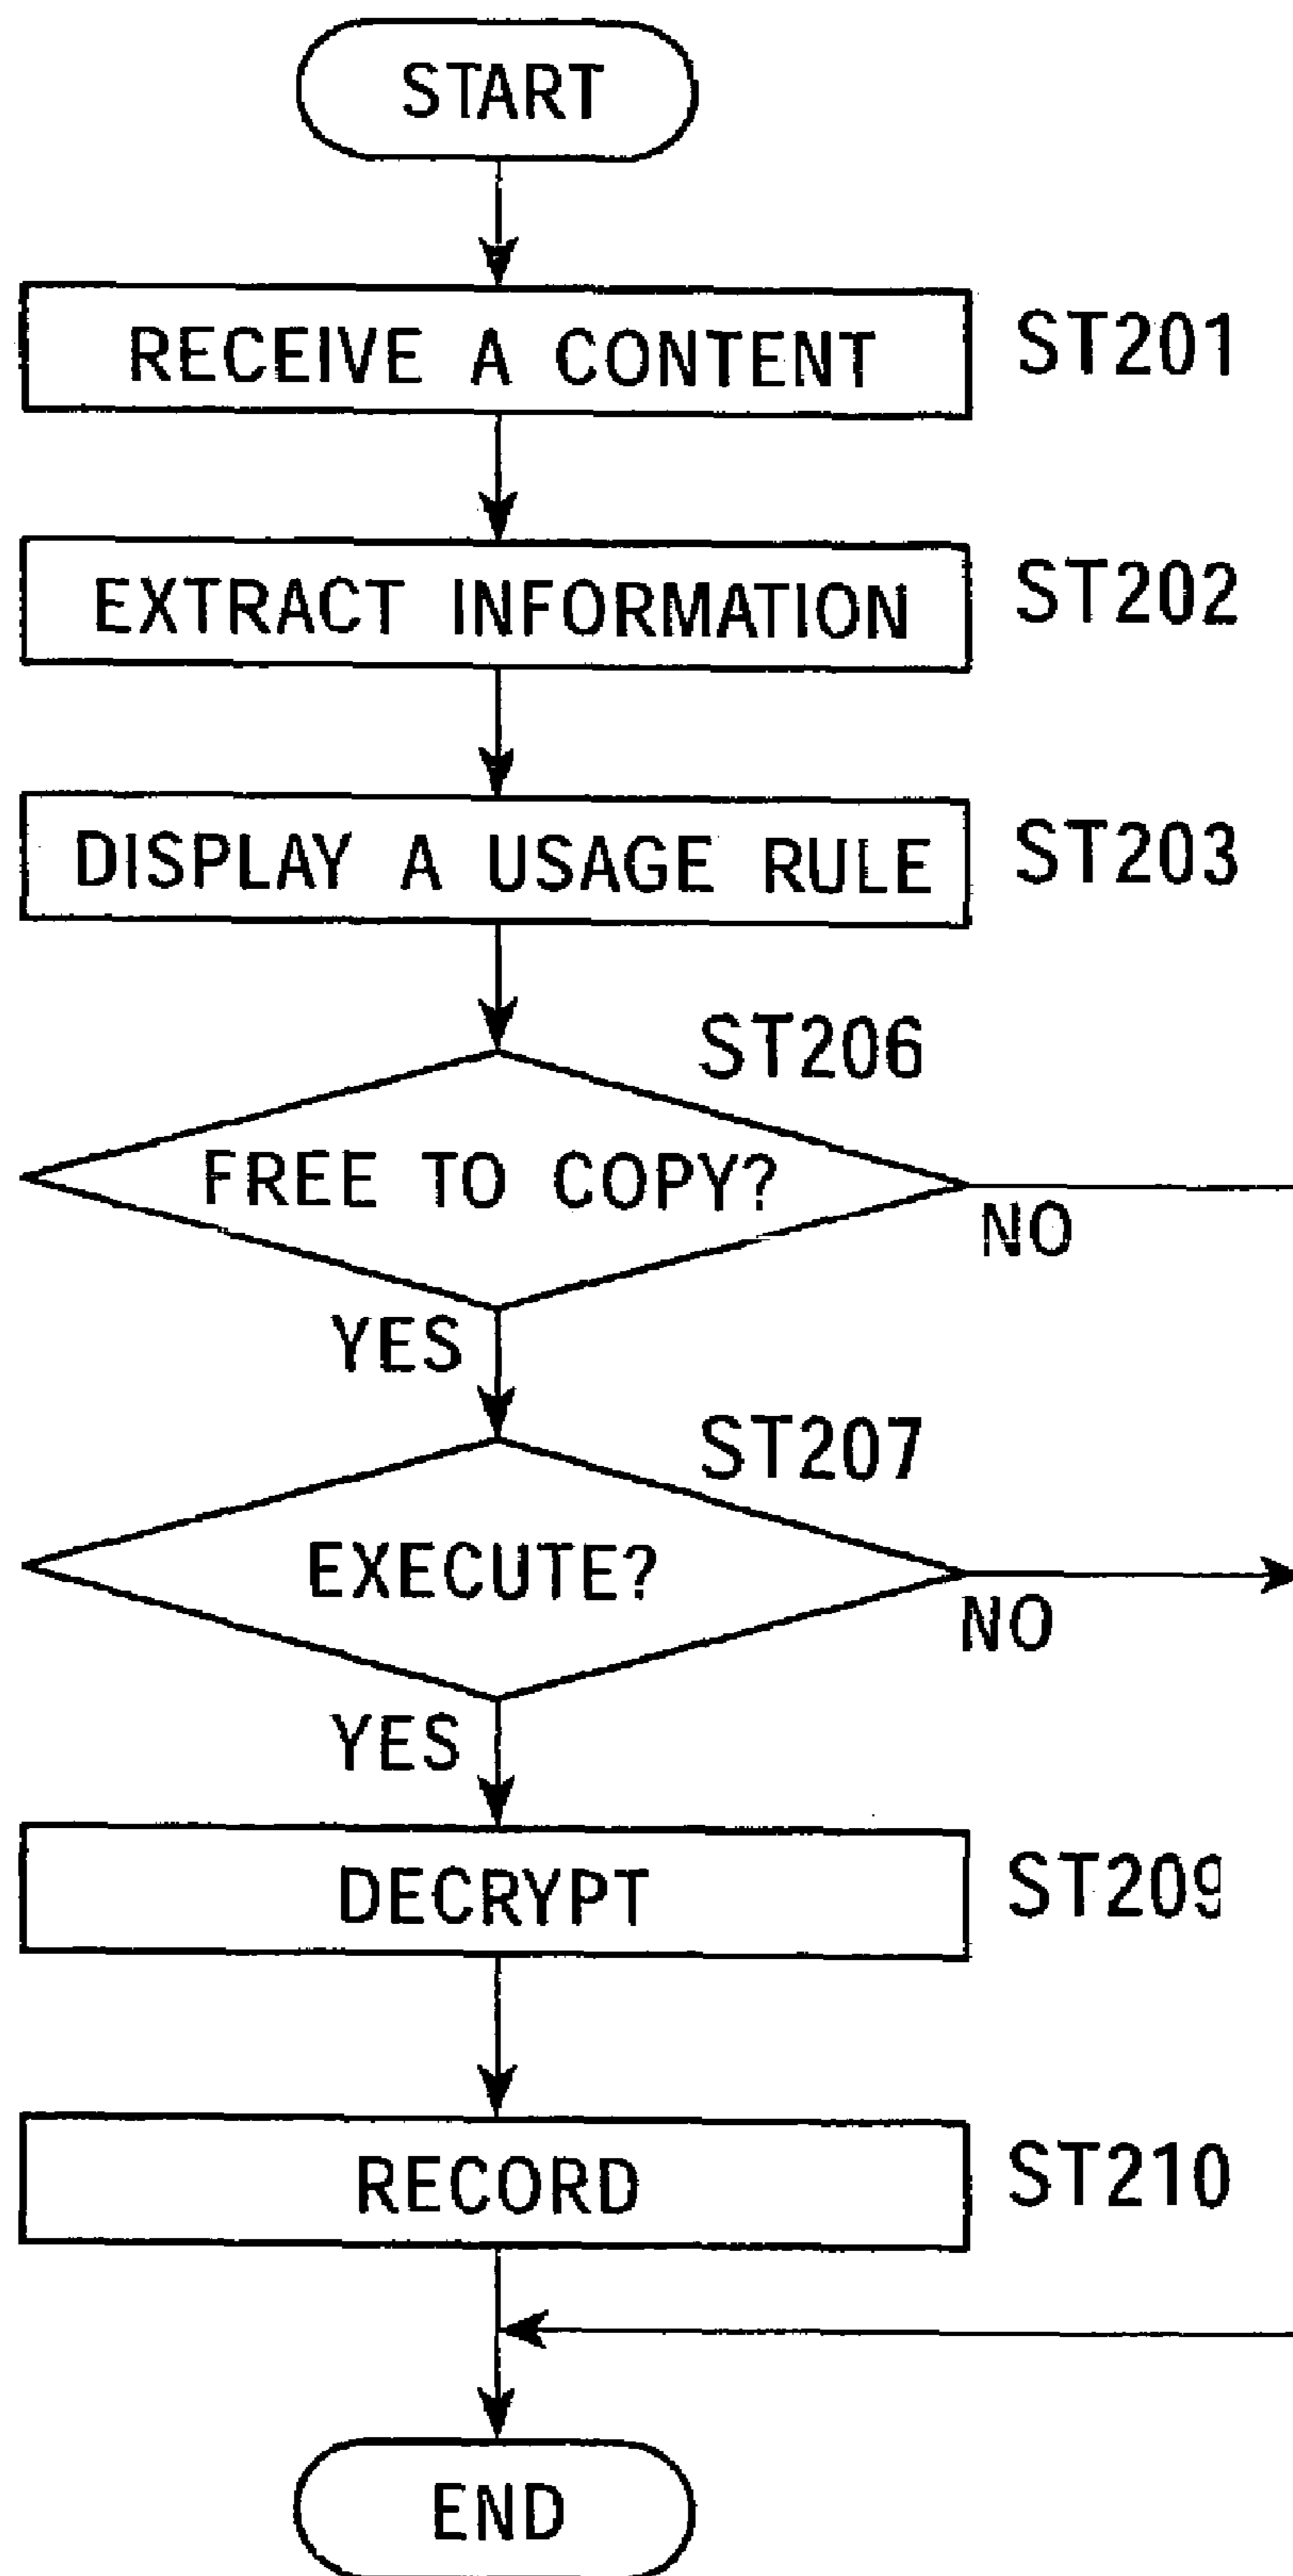 START
RECEIVE A CONTENT
ST201
EXTRACT INFORMATION
ST202
DISPLAY A USAGE RULE
ST203
ST206
FREE TO COPY?
NO
YES
ST207
EXECUTE?
NO
YES
DECRYPT
ST209
RECORD
ST210
END